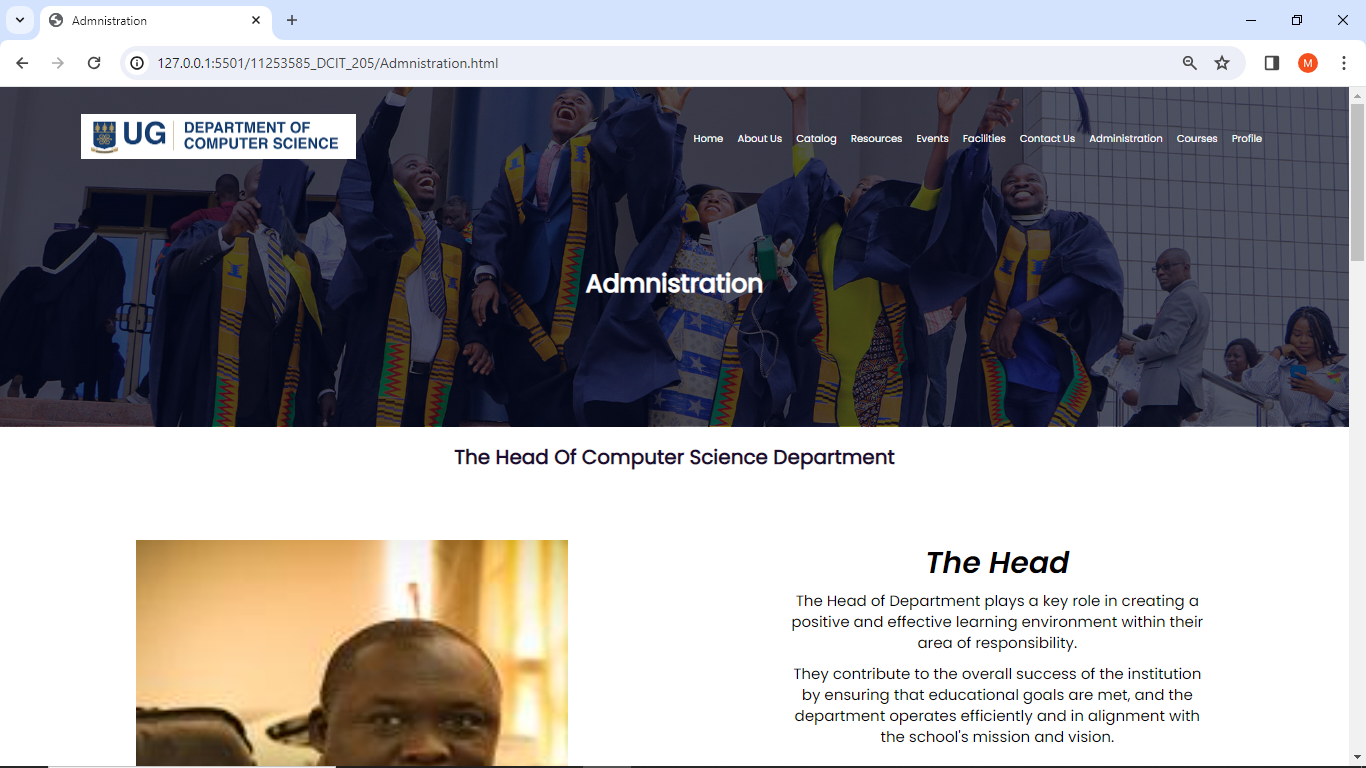 Admnistration
127.0.0.1:5501/11253585_DCIT_205/Admnistration.html
M
UG DEPARTMENT OF
COMPUTER SCIENCE
Home About Us Catalog Resources Events Facilities Contact Us Administration Courses Profile
Admnistration
The Head Of Computer Science Department
The Head
The Head of Department plays a key role in creating a
positive and effective learning environment within their
area of responsibility.
They contribute to the overall success of the institution
by ensuring that educational goals are met, and the
department operates efficiently and in alignment with
the school's mission and vision.